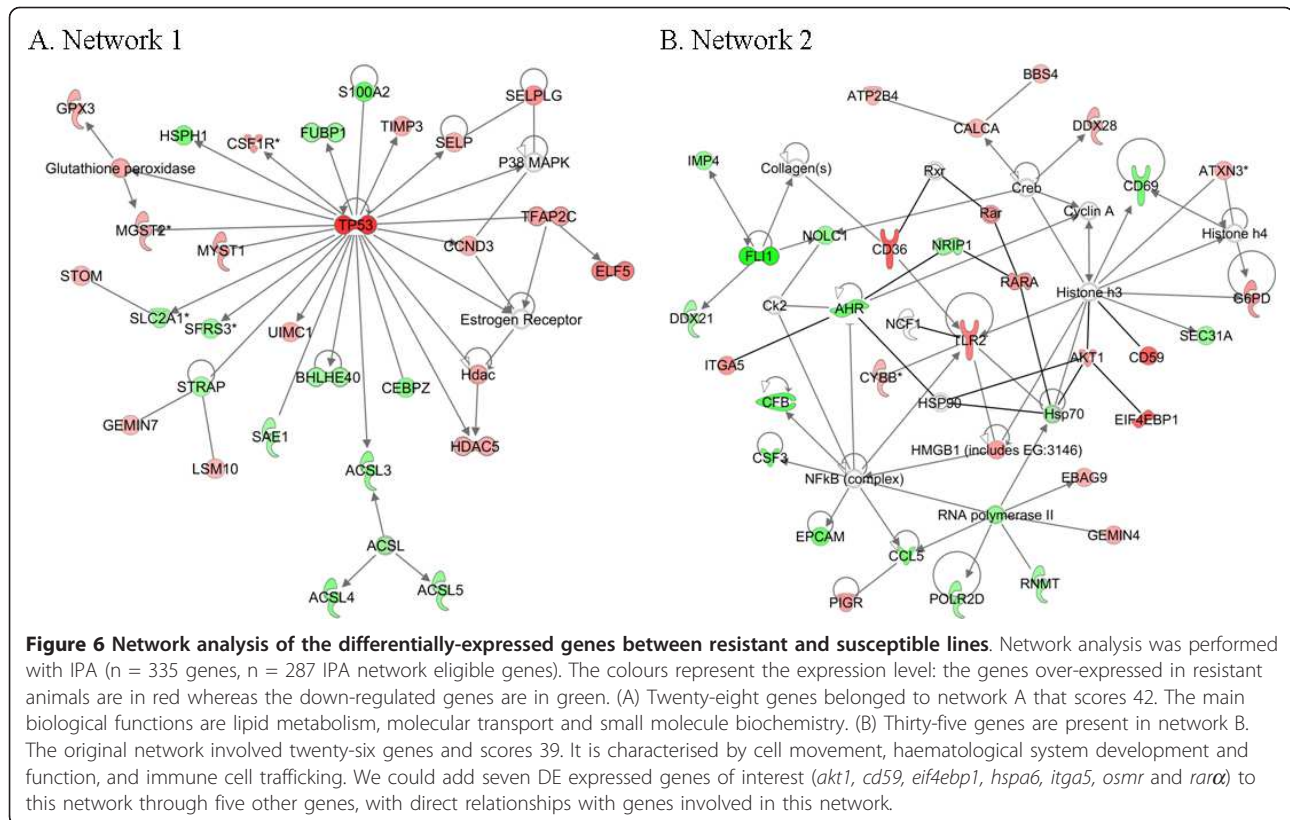 A. Network 1
B. Network 2
S100A2
SELPLG
GPX3
HSPH1
CSF1R*
FUBP1
TIMP3
SELP
P38 MAPK
Glutathione peroxidase
TP53
TFAP2C
MGST2*
MYST1
CCND3
ELF5
STOM
SLC2A1*
SFRS3*
UIMC1
Estrogen Receptor
STRAP
BHLHE40
CEBPZ
Hdac
GEMIN7
SAE1
HDAC5
LSM10
ACSL3
ACSL
ACSL4
ACSL5
BBS4
ATP2B4
CALCA
DDX28
IMP4
Collagen(s)
Rxr
Creb
CD69
ATXN3*
Rar
Cyclin A
Histone h4
FLI1
NOLC1
CD36
NRIP1
RARA
Histone h3
G6PD
DDX21
Ck2
AHR
NCF1
TLR2
SEC31A
ITGA5
CYBB*
AKT1
CD59
CFB
HSP90
Hsp70
EIF4EBP1
CSF3
HMGB1 (includes EG:3146)
NFkB (complex)
EBAG9
EPCAM
RNA polymerase II
GEMIN4
CCL5
PIGR
POLR2D
RNMT
Figure 6 Network analysis of the differentially-expressed genes between resistant and susceptible lines. Network analysis was performed
with IPA (n = 335 genes, n = 287 IPA network eligible genes). The colours represent the expression level: the genes over-expressed in resistant
animals are in red whereas the down-regulated genes are in green. (A) Twenty-eight genes belonged to network A that scores 42. The main
biological functions are lipid metabolism, molecular transport and small molecule biochemistry. (B) Thirty-five genes are present in network B.
The original network involved twenty-six genes and scores 39. It is characterised by cell movement, haematological system development and
function, and immune cell trafficking. We could add seven DE expressed genes of interest (akt1, cd59, eif4ebp1, hspa6, itga5, osmr and rarα) to
this network through five other genes, with direct relationships with genes involved in this network.